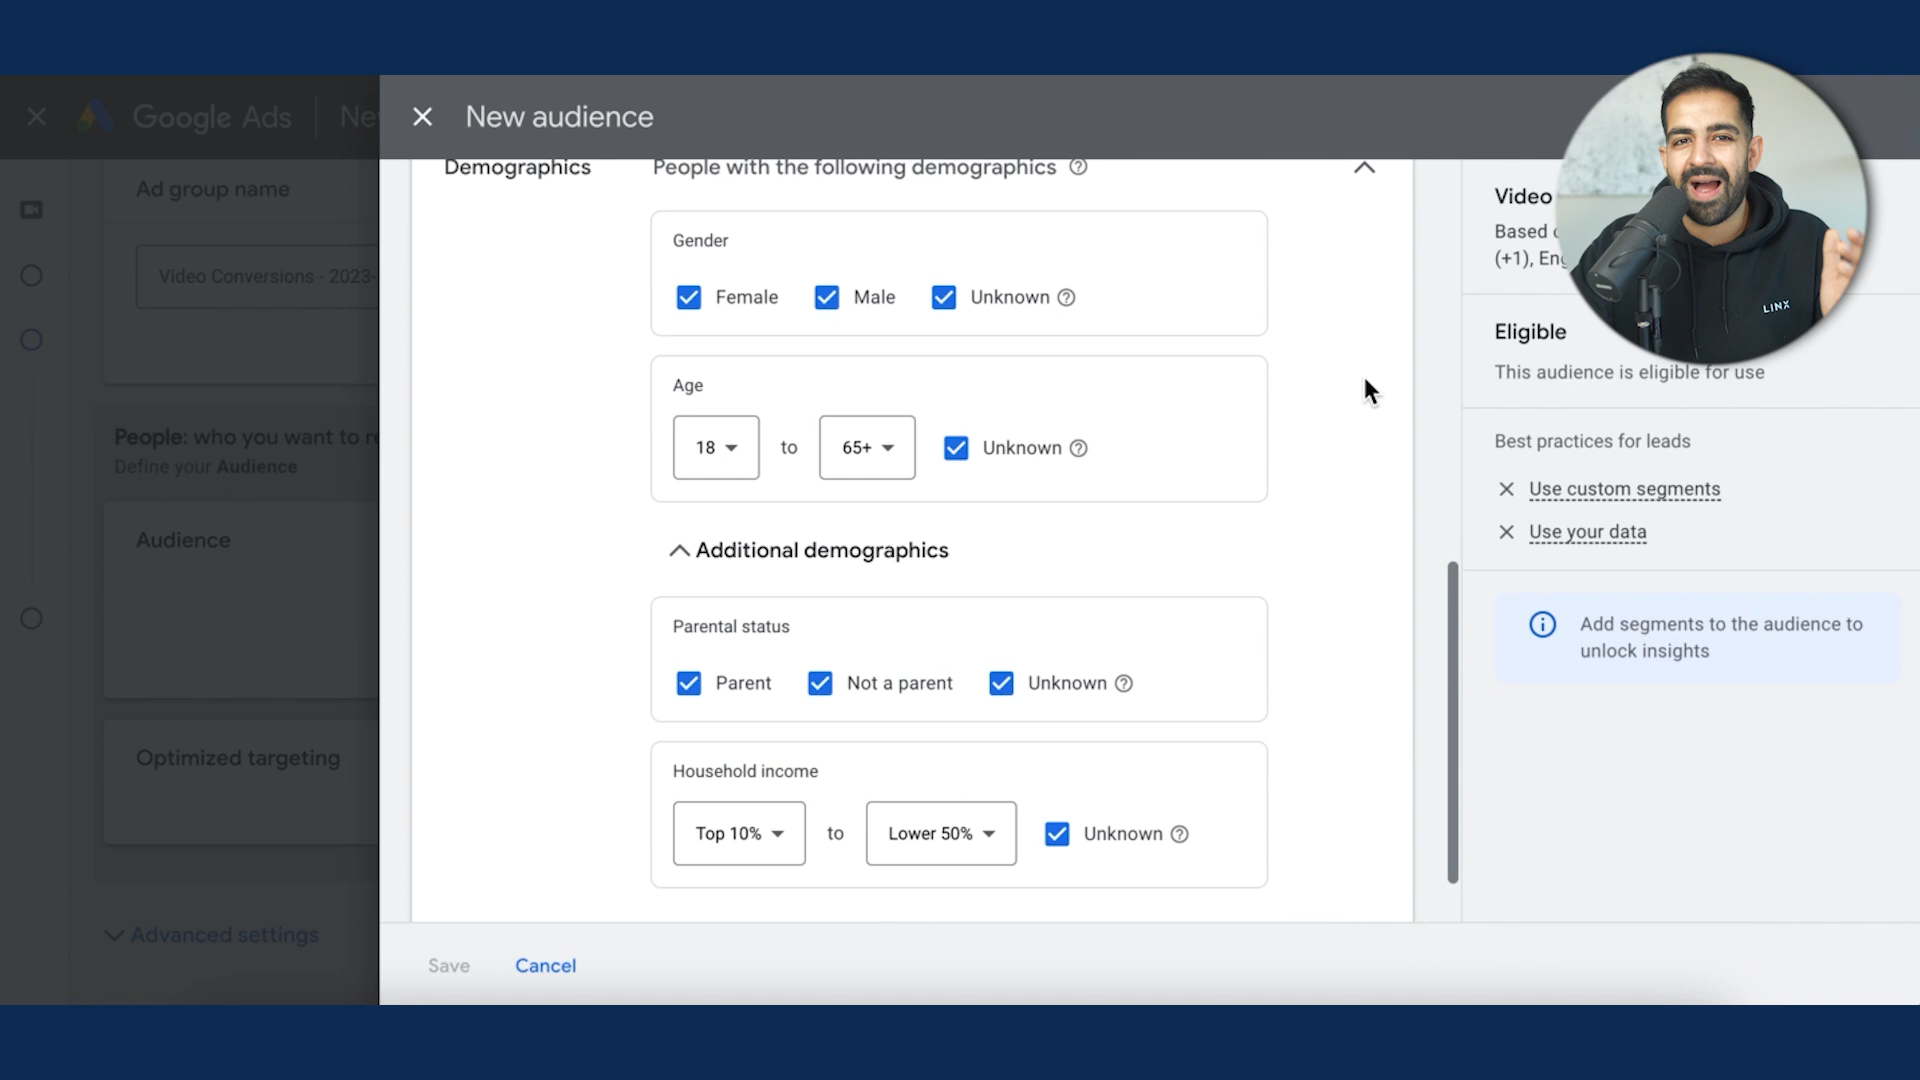 Google Ads
New audience
Ad group name
Video Conversions - 2023-
People: who you want to re
Define your Audience
Audience
Optimized targeting
Advanced settings
Demographics
People with the following demographics
Gender
Female
Male
Unknown
Age
18
to
65+
Unknown
Additional demographics
Parental status
Parent
Not a parent
Unknown
Household income
Top 10%
to
Lower 50%
Unknown
Save
Cancel
Video
Based
(+1), Eng
LINX
Eligible
This audience is eligible for use
Best practices for leads
Use custom segments
Use your data
Add segments to the audience to
unlock insights